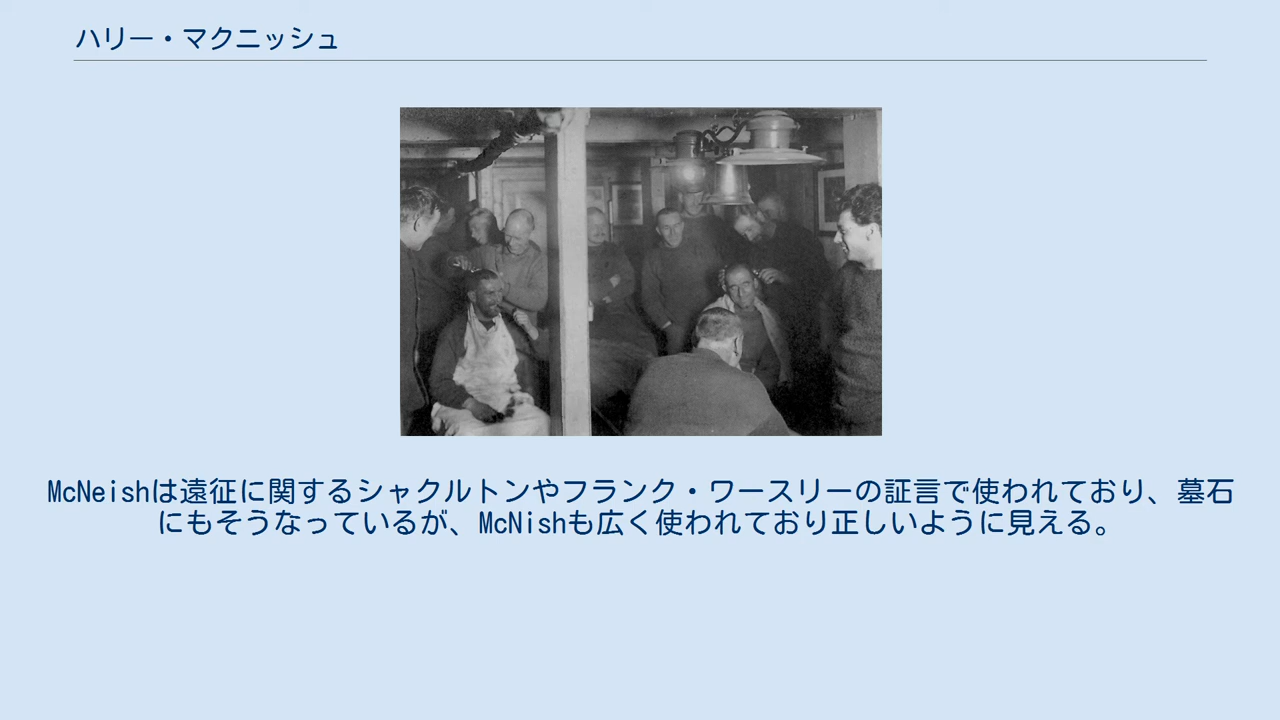 ハリー・マクニッシュ
McNeishは遠征に関するシャクルトンやフランク・ワースリーの証言で使われており、墓石
にもそうなっているが、McNishも広く使われており正しいように見える。